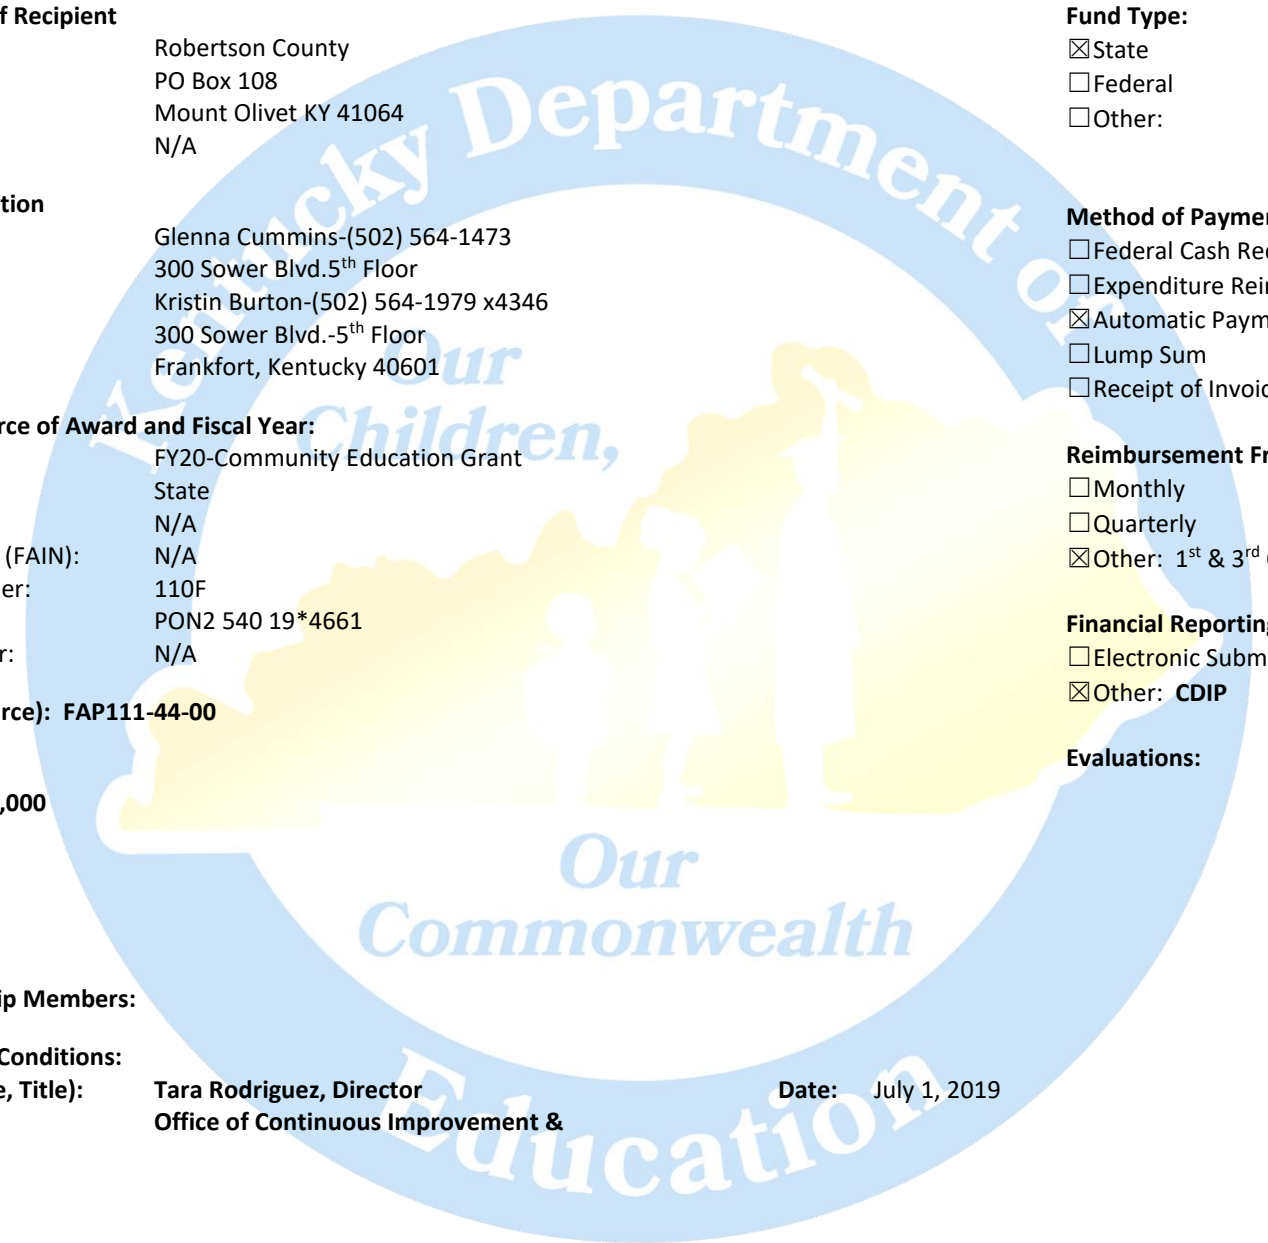 f Recipient
Robertson County
PO Box 108
Mount Olivet KY 41064
N/A
tion
Glenna Cummins-(502) 564-1473
300 Sower Blvd.5th Floor
Kristin Burton-(502) 564-1979 x4346
300 Sower Blvd.-5th Floor
Frankfort, Kentucky 40601
rce of Award and Fiscal Year:
FY20-Community Education Grant
State
N/A
(FAIN): N/A
er: 110F
PON2 540 19*4661
r: N/A
rce): FAP111-44-00
,000
ip Members:
Conditions:
e, Title): Tara Rodriguez, Director Date: July 1, 2019
Office of Continuous Improvement &
Fund Type:
☒State
☐Federal
☐Other:
Method of Payme
☐Federal Cash Re
☐Expenditure Rei
☒Automatic Paym
☐Lump Sum
☐Receipt of Invoi
Reimbursement Fr
☐Monthly
☐Quarterly
☒Other: 1st & 3rd
Financial Reportin
☐Electronic Subm
☒Other: CDIP
Evaluations:
Kentucky Department of
Education
Our
Children,
Our
Commonwealth